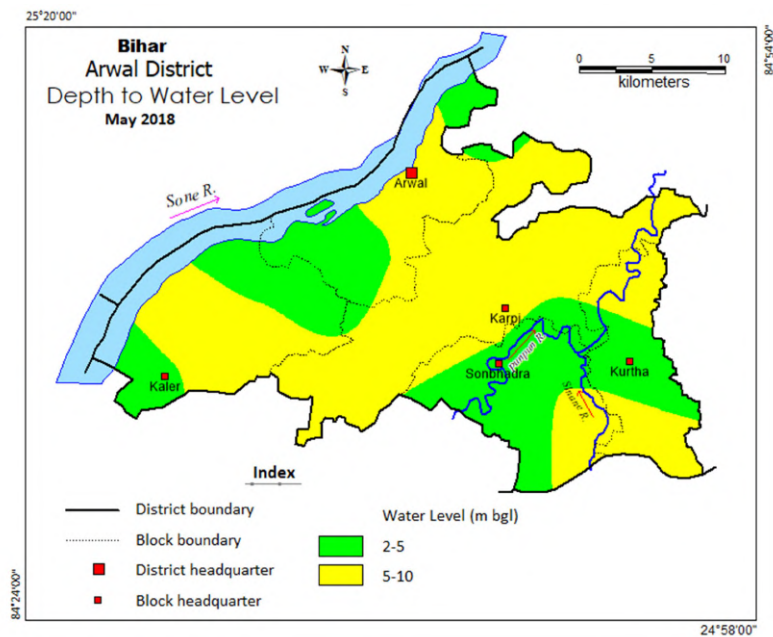 25°20'00"
84°54'00"
Bihar
Arwal District
Depth to Water Level
May 2018
N
W E
S
0 5 10
kilometers
Sone R.
Arwal
Karpi
Kaler
Sonbhadra
Punpun R.
Kurtha
Index
District boundary
Block boundary
District headquarter
Block headquarter
Water Level (m bgl)
2-5
5-10
84°24'00"
24°58'00"